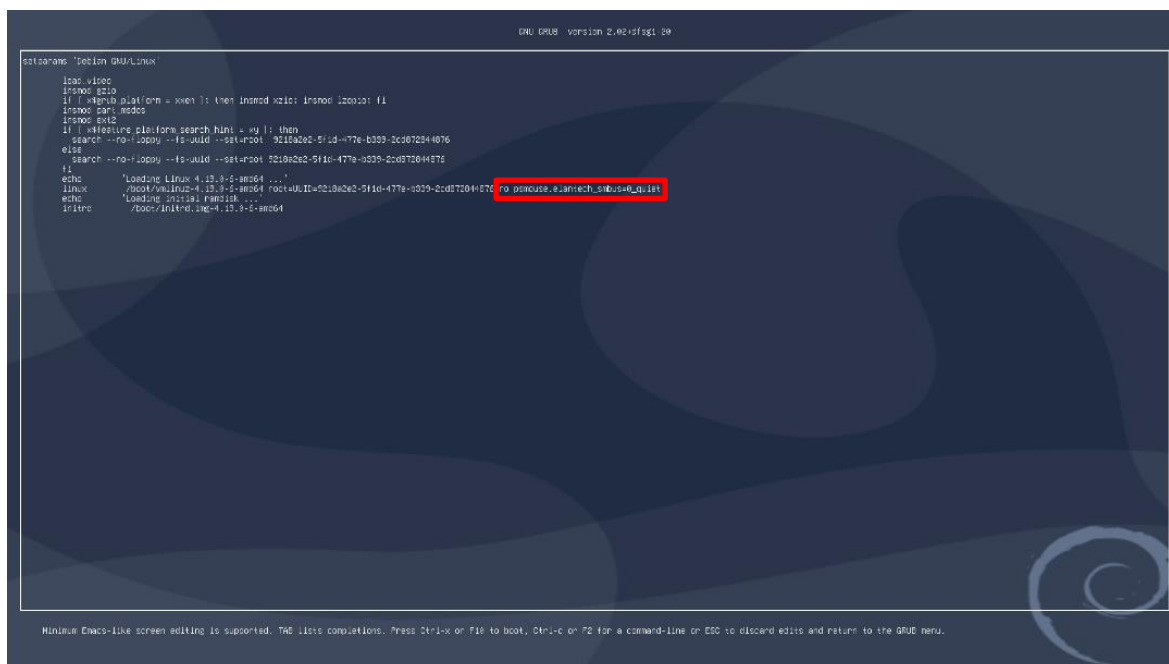 GNU GRUB version 2.02+dfsg1-20
setparams 'Debian GNU/Linux'
load_video
insmod gzio
if [ x$grub_platform = xxen ]; then insmod xzio; insmod lzopio; fi
insmod part_msdos
insmod ext2
if [ x$feature_platform_search_hint = xy ]; then
search --no-floppy --fs-uuid --set=root 9218a2e2-5f1d-477e-b339-2cd872844876
else
search --no-floppy --fs-uuid --set=root 9218a2e2-5f1d-477e-b339-2cd872844876
fi
echo 'Loading Linux 4.19.0-6-amd64 ...'
linux /boot/vmlinuz-4.19.0-6-amd64 root=UUID=9218a2e2-5f1d-477e-b339-2cd872844876 ro psmouse.elantech_smbus=0_quiet
echo 'Loading initial ramdisk ...'
initrd /boot/initrd.img-4.19.0-6-amd64
Minimum Emacs-like screen editing is supported. TAB lists completions. Press Ctrl-x or F10 to boot, Ctrl-c or F2 for a command-line or ESC to discard edits and return to the GRUB menu.